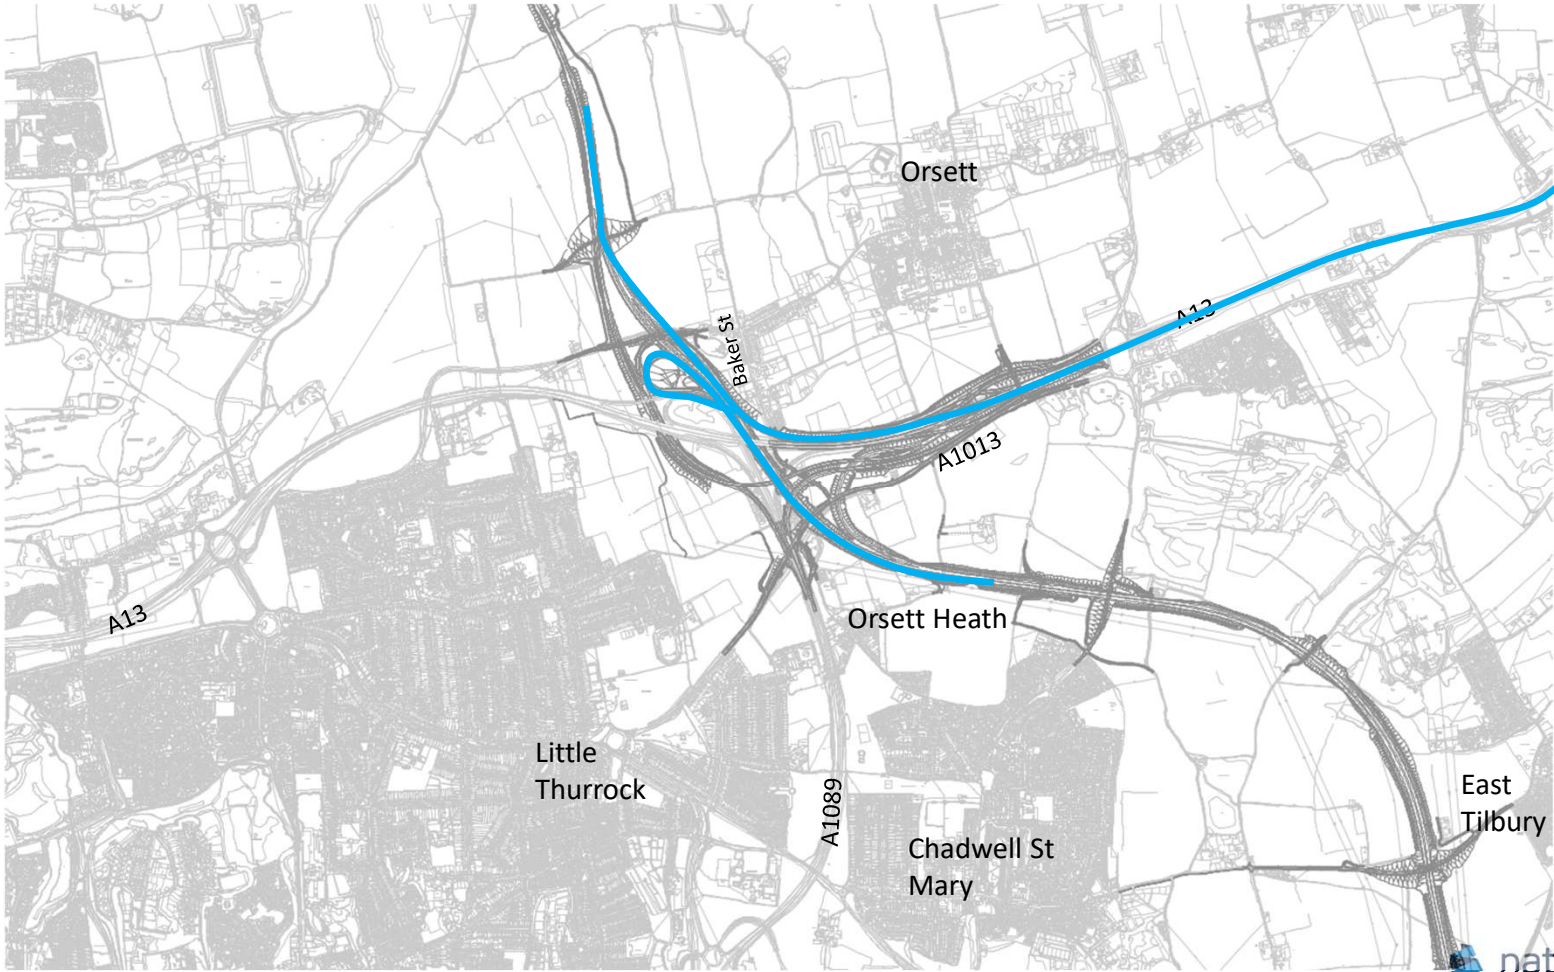 Orsett
A13
Baker St
A1013
A13
Orsett Heath
Little
Thurrock
A1089
East
Tilbury
Chadwell St
Mary